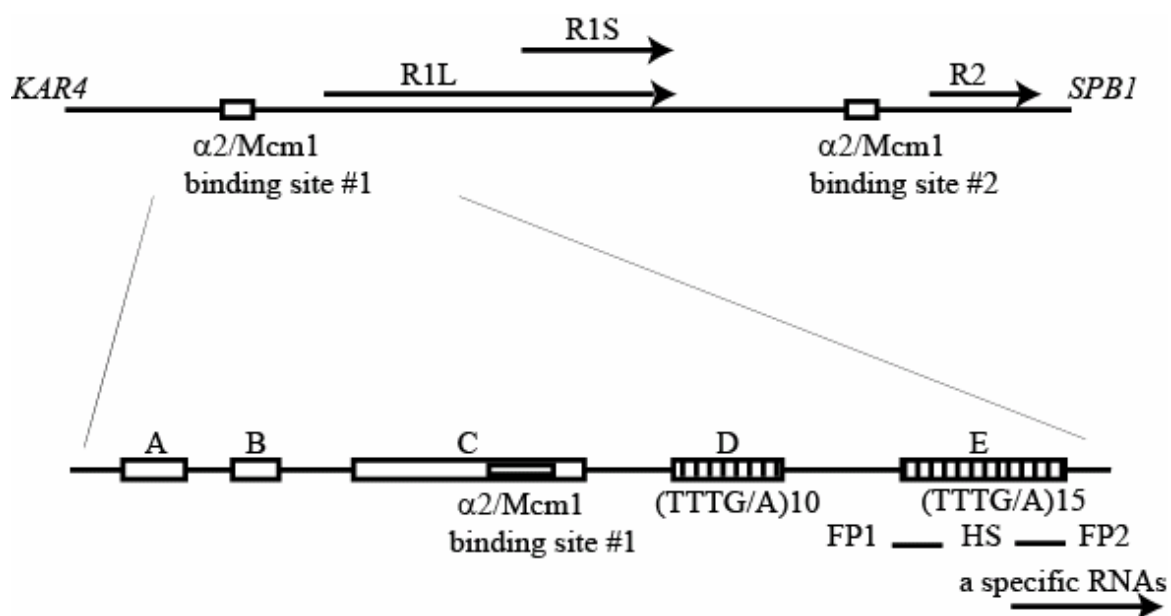 R1S
KAR4
R1L
R2
SPB1
α2/Mcm1
binding site #1
α2/Mcm1
binding site #2
A
B
C
D
E
α2/Mcm1
binding site #1
(TTTG/A)10
(TTTG/A)15
FP1
HS
FP2
a specific RNAs